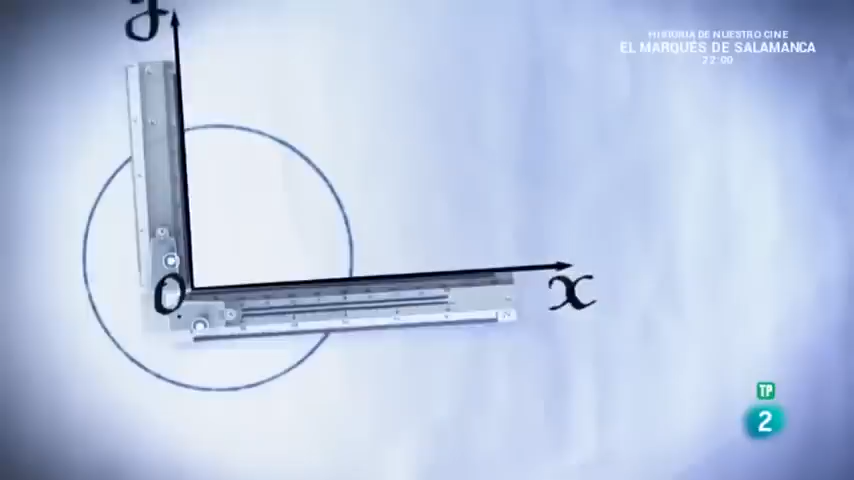 y
HISTORIA DE NUESTRO CINE
EL MARQUÉS DE SALAMANCA
22:00
0
x
TP
2